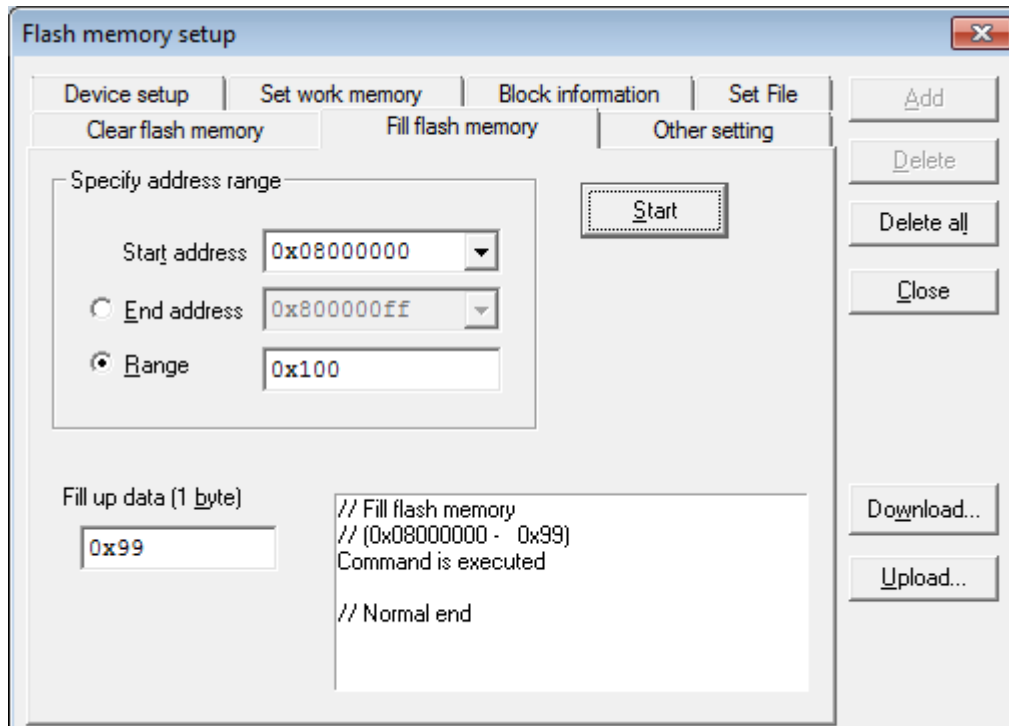 Flash memory setup
Device setup Set work memory Block information Set File
Clear flash memory Fill flash memory Other setting
Add
Delete
Delete all
Close
Specify address range
Start
Start address 0x08000000
End address 0x800000ff
Range 0x100
Fill up data (1 byte)
0x99
// Fill flash memory
// (0x08000000 -   0x99)
Command is executed
// Normal end
Download...
Upload...